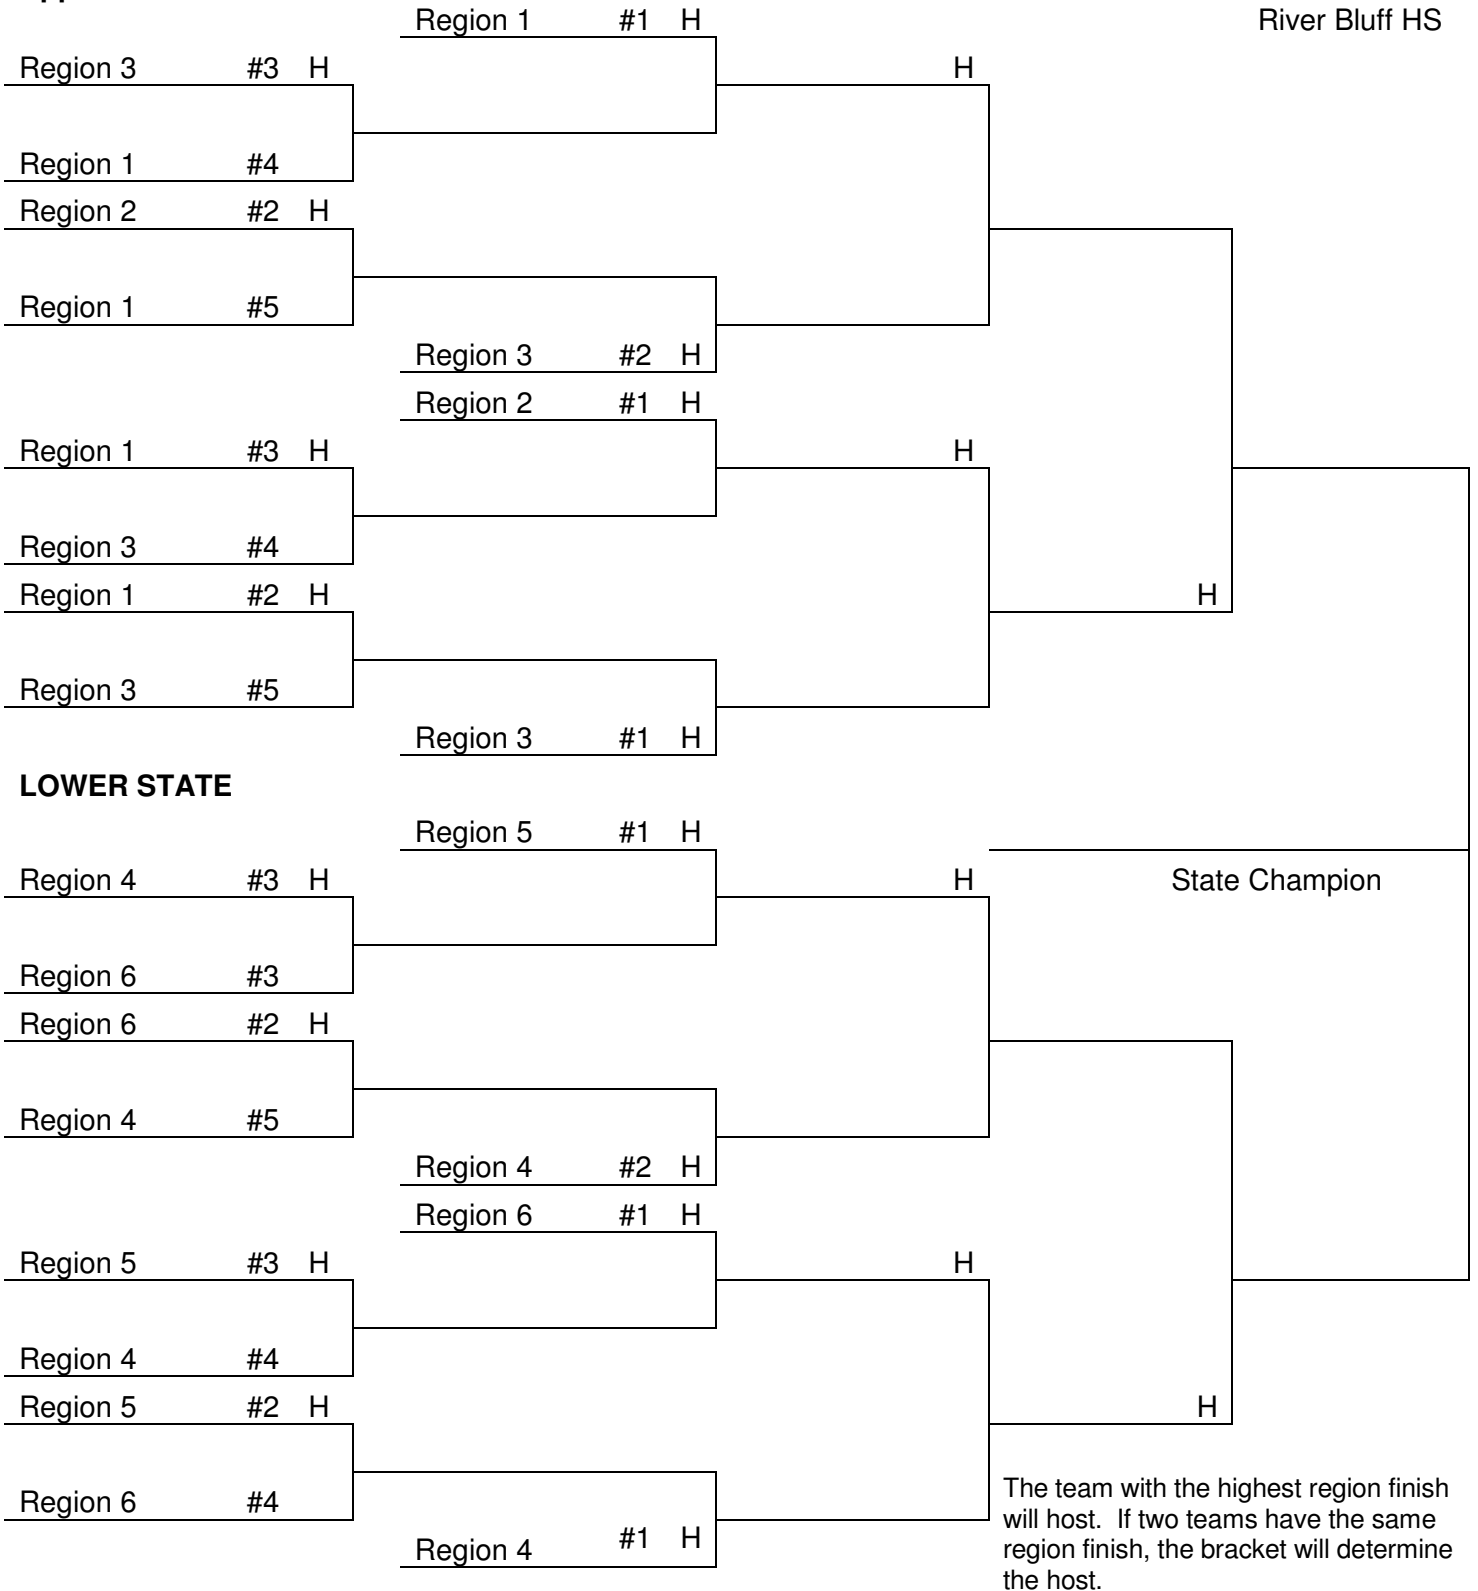 Region 1 #1 H
River Bluff HS
Region 3 #3 H
H
Region 1 #4
Region 2 #2 H
Region 1 #5
Region 3 #2 H
Region 2 #1 H
Region 1 #3 H
H
Region 3 #4
Region 1 #2 H
H
Region 3 #5
Region 3 #1 H
LOWER STATE
Region 5 #1 H
Region 4 #3 H
H
State Champion
Region 6 #3
Region 6 #2 H
Region 4 #5
Region 4 #2 H
Region 6 #1 H
Region 5 #3 H
H
Region 4 #4
Region 5 #2 H
H
Region 6 #4
Region 4 #1 H
The team with the highest region finish
will host. If two teams have the same
region finish, the bracket will determine
the host.